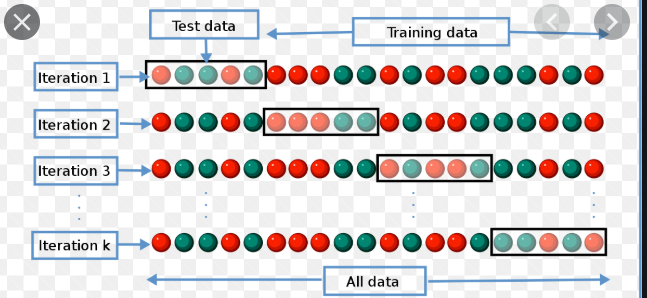 Test data
Training data
Iteration 1
Iteration 2
Iteration 3
Iteration k
All data